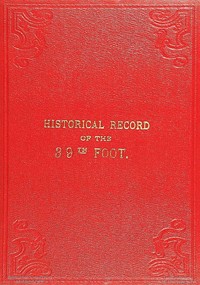 HISTORICAL RECORD
OF THE
39TH FOOT.